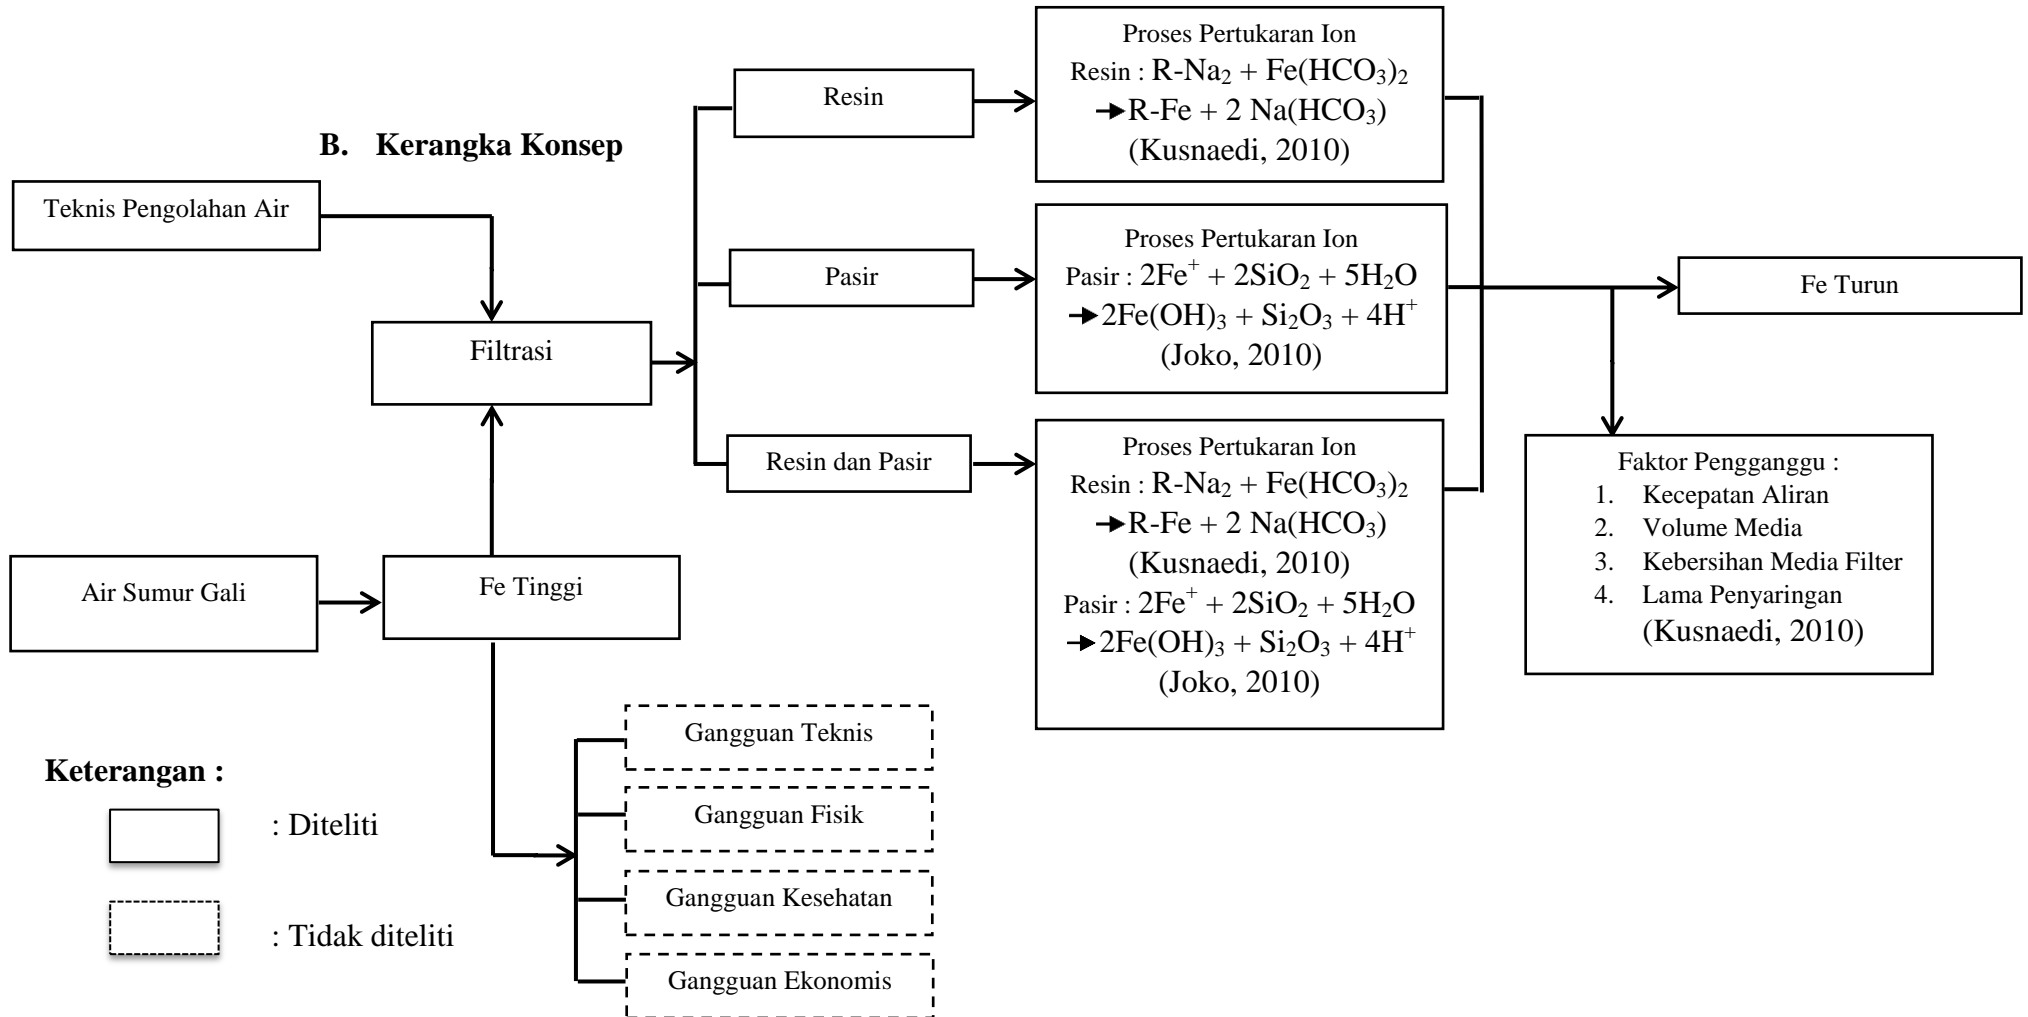 B. Kerangka Konsep
Teknis Pengolahan Air
Filtrasi
Air Sumur Gali
Fe Tinggi
Resin
Pasir
Resin dan Pasir
Proses Pertukaran Ion
Resin : R-Na₂ + Fe(HCO₃)₂
→R-Fe + 2 Na(HCO₃)
(Kusnaedi, 2010)
Proses Pertukaran Ion
Pasir : 2Fe⁺ + 2SiO₂ + 5H₂O
→2Fe(OH)₃ + Si₂O₃ + 4H⁺
(Joko, 2010)
Proses Pertukaran Ion
Resin : R-Na₂ + Fe(HCO₃)₂
→R-Fe + 2 Na(HCO₃)
(Kusnaedi, 2010)
Pasir : 2Fe⁺ + 2SiO₂ + 5H₂O
→2Fe(OH)₃ + Si₂O₃ + 4H⁺
(Joko, 2010)
Fe Turun
Faktor Pengganggu :
1. Kecepatan Aliran
2. Volume Media
3. Kebersihan Media Filter
4. Lama Penyaringan
(Kusnaedi, 2010)
Gangguan Teknis
Gangguan Fisik
Gangguan Kesehatan
Gangguan Ekonomis
Keterangan :
: Diteliti
: Tidak diteliti